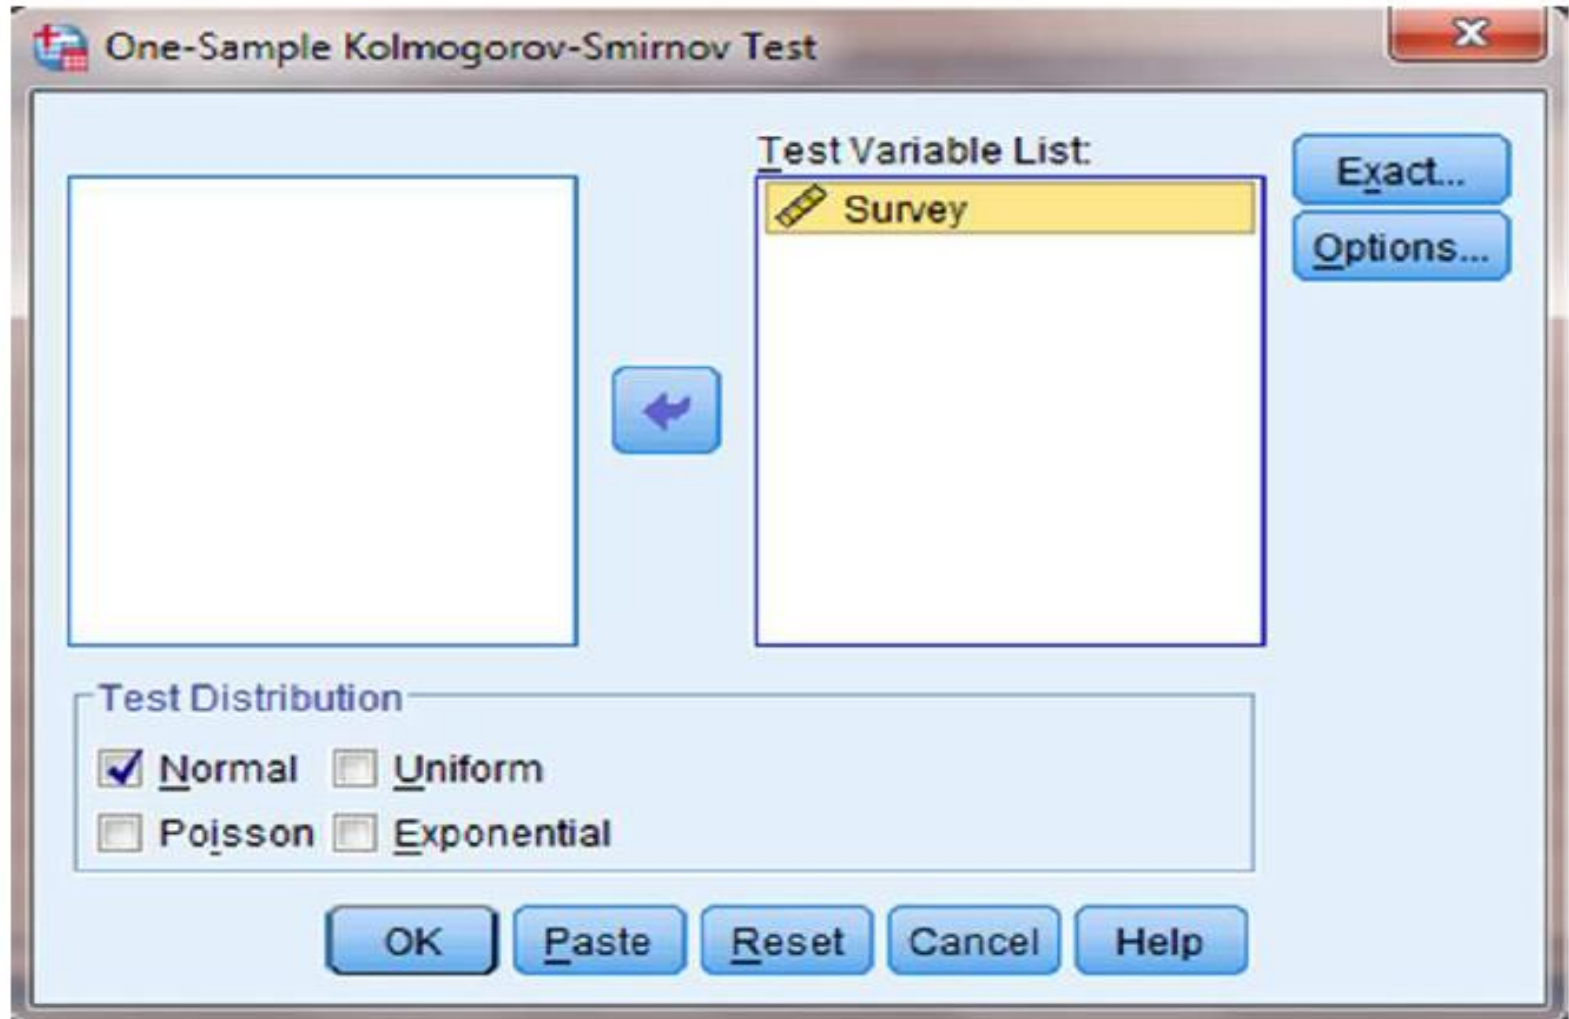 One-Sample Kolmogorov-Smirnov Test
Test Variable List:
Survey
Exact...
Options...
Test Distribution
Normal Uniform
Poisson Exponential
OK Paste Reset Cancel Help